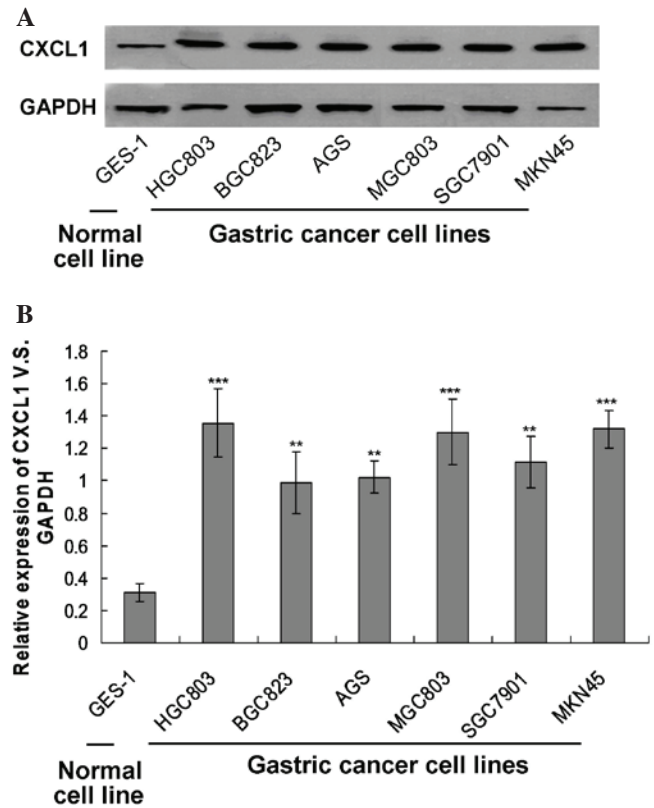 A
CXCL1
GAPDH
GES-1 HGC803 BGC823 AGS MGC803 SGC7901 MKN45
Normal
cell line
Gastric cancer cell lines
B
Relative expression of CXCL1 V.S.
GAPDH
1.8
1.6
1.4
1.2
1
0.8
0.6
0.4
0.2
0
*** ** ** *** ** ***
GES-1 HGC803 BGC823 AGS MGC803 SGC7901 MKN45
Normal
cell line
Gastric cancer cell lines